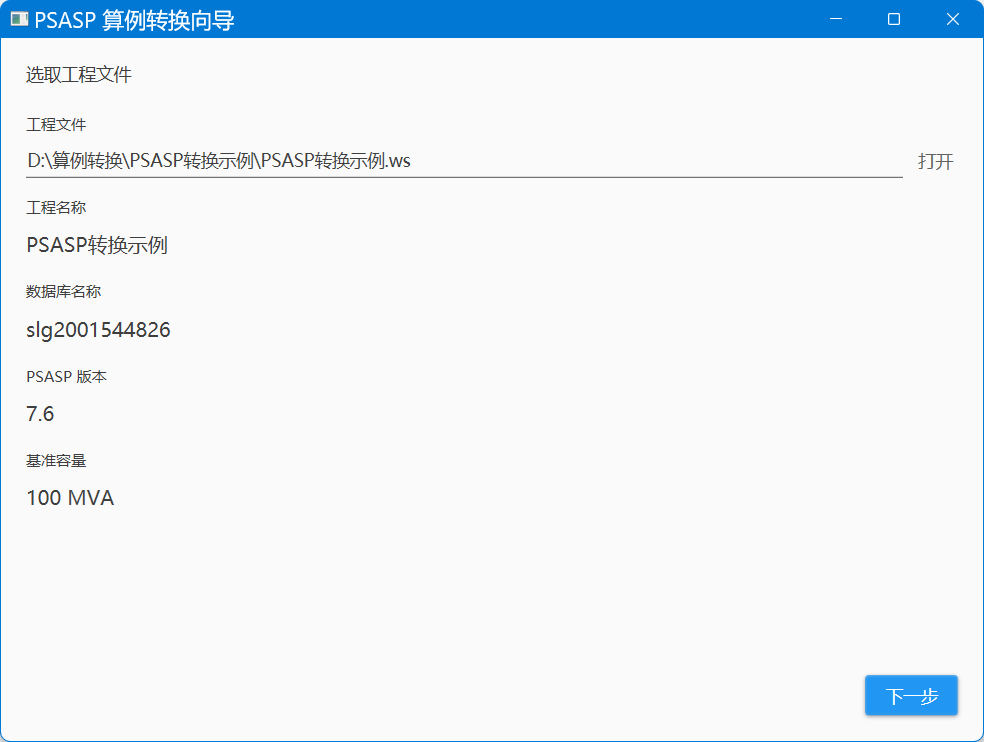 PSASP 算例转换向导
选取工程文件
工程文件
D:\算例转换\PSASP转换示例\PSASP转换示例.ws
打开
工程名称
PSASP转换示例
数据库名称
slg2001544826
PSASP 版本
7.6
基准容量
100 MVA
下一步